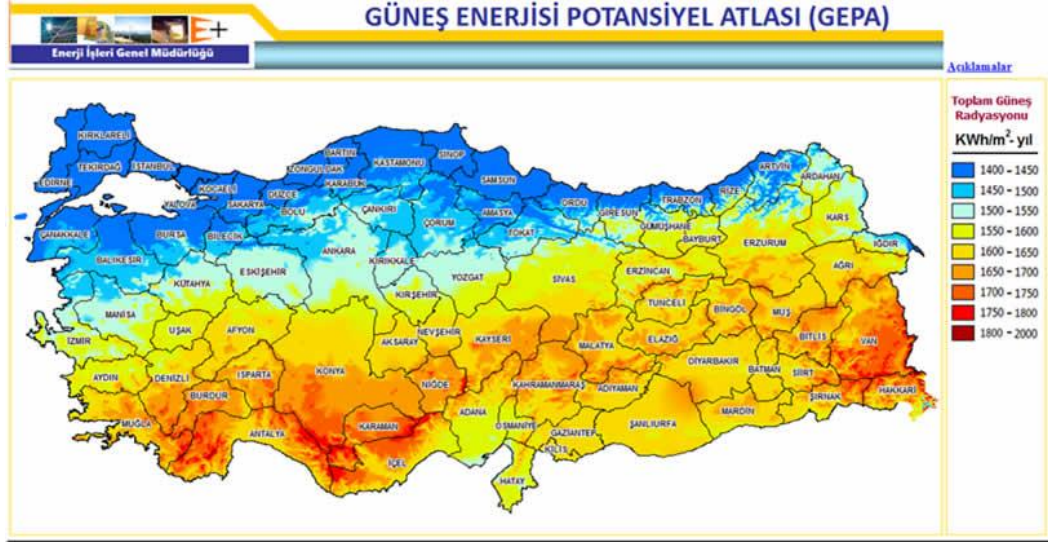 GÜNEŞ ENERJİSİ POTANSİYEL ATLASI (GEPA)
Enerji İşleri Genel Müdürlüğü
Açıklamalar
Toplam Güneş
Radyasyonu
KWh/m²- yıl
1400 - 1450
1450 - 1500
1500 - 1550
1550 - 1600
1600 - 1650
1650 - 1700
1700 - 1750
1750 - 1800
1800 - 2000
KIRKLARELİ
TEKİRDAĞ
İSTANBUL
EDİRNE
YALOVA
KOCAELİ
SAKARYA
DÜZCE
BOLU
ZONGULDAK
BARTIN
KARABÜK
KASTAMONU
SİNOP
SAMSUN
ORDU
GİRESUN
TRABZON
RİZE
ARTVİN
ARDAHAN
ÇANAKKALE
BURSA
BİLECİK
ÇANKIRI
ÇORUM
AMASYA
TOKAT
GÜMÜŞHANE
BAYBURT
ERZURUM
KARS
IĞDIR
BALIKESİR
KÜTAHYA
ESKİŞEHİR
ANKARA
KIRIKKALE
YOZGAT
SİVAS
ERZİNCAN
AĞRI
MANİSA
KIRŞEHİR
TUNCELİ
BİNGÖL
MUŞ
İZMİR
UŞAK
AFYON
AKSARAY
NEVŞEHİR
KAYSERİ
MALATYA
ELAZIĞ
BİTLİS
VAN
AYDIN
DENİZLİ
ISPARTA
KONYA
NİĞDE
KAHRAMANMARAŞ
ADIYAMAN
DİYARBAKIR
BATMAN
SİİRT
HAKKARİ
BURDUR
MUĞLA
ANTALYA
KARAMAN
İÇEL
ADANA
OSMANİYE
GAZİANTEP
KİLİS
ŞANLIURFA
MARDİN
ŞIRNAK
HATAY